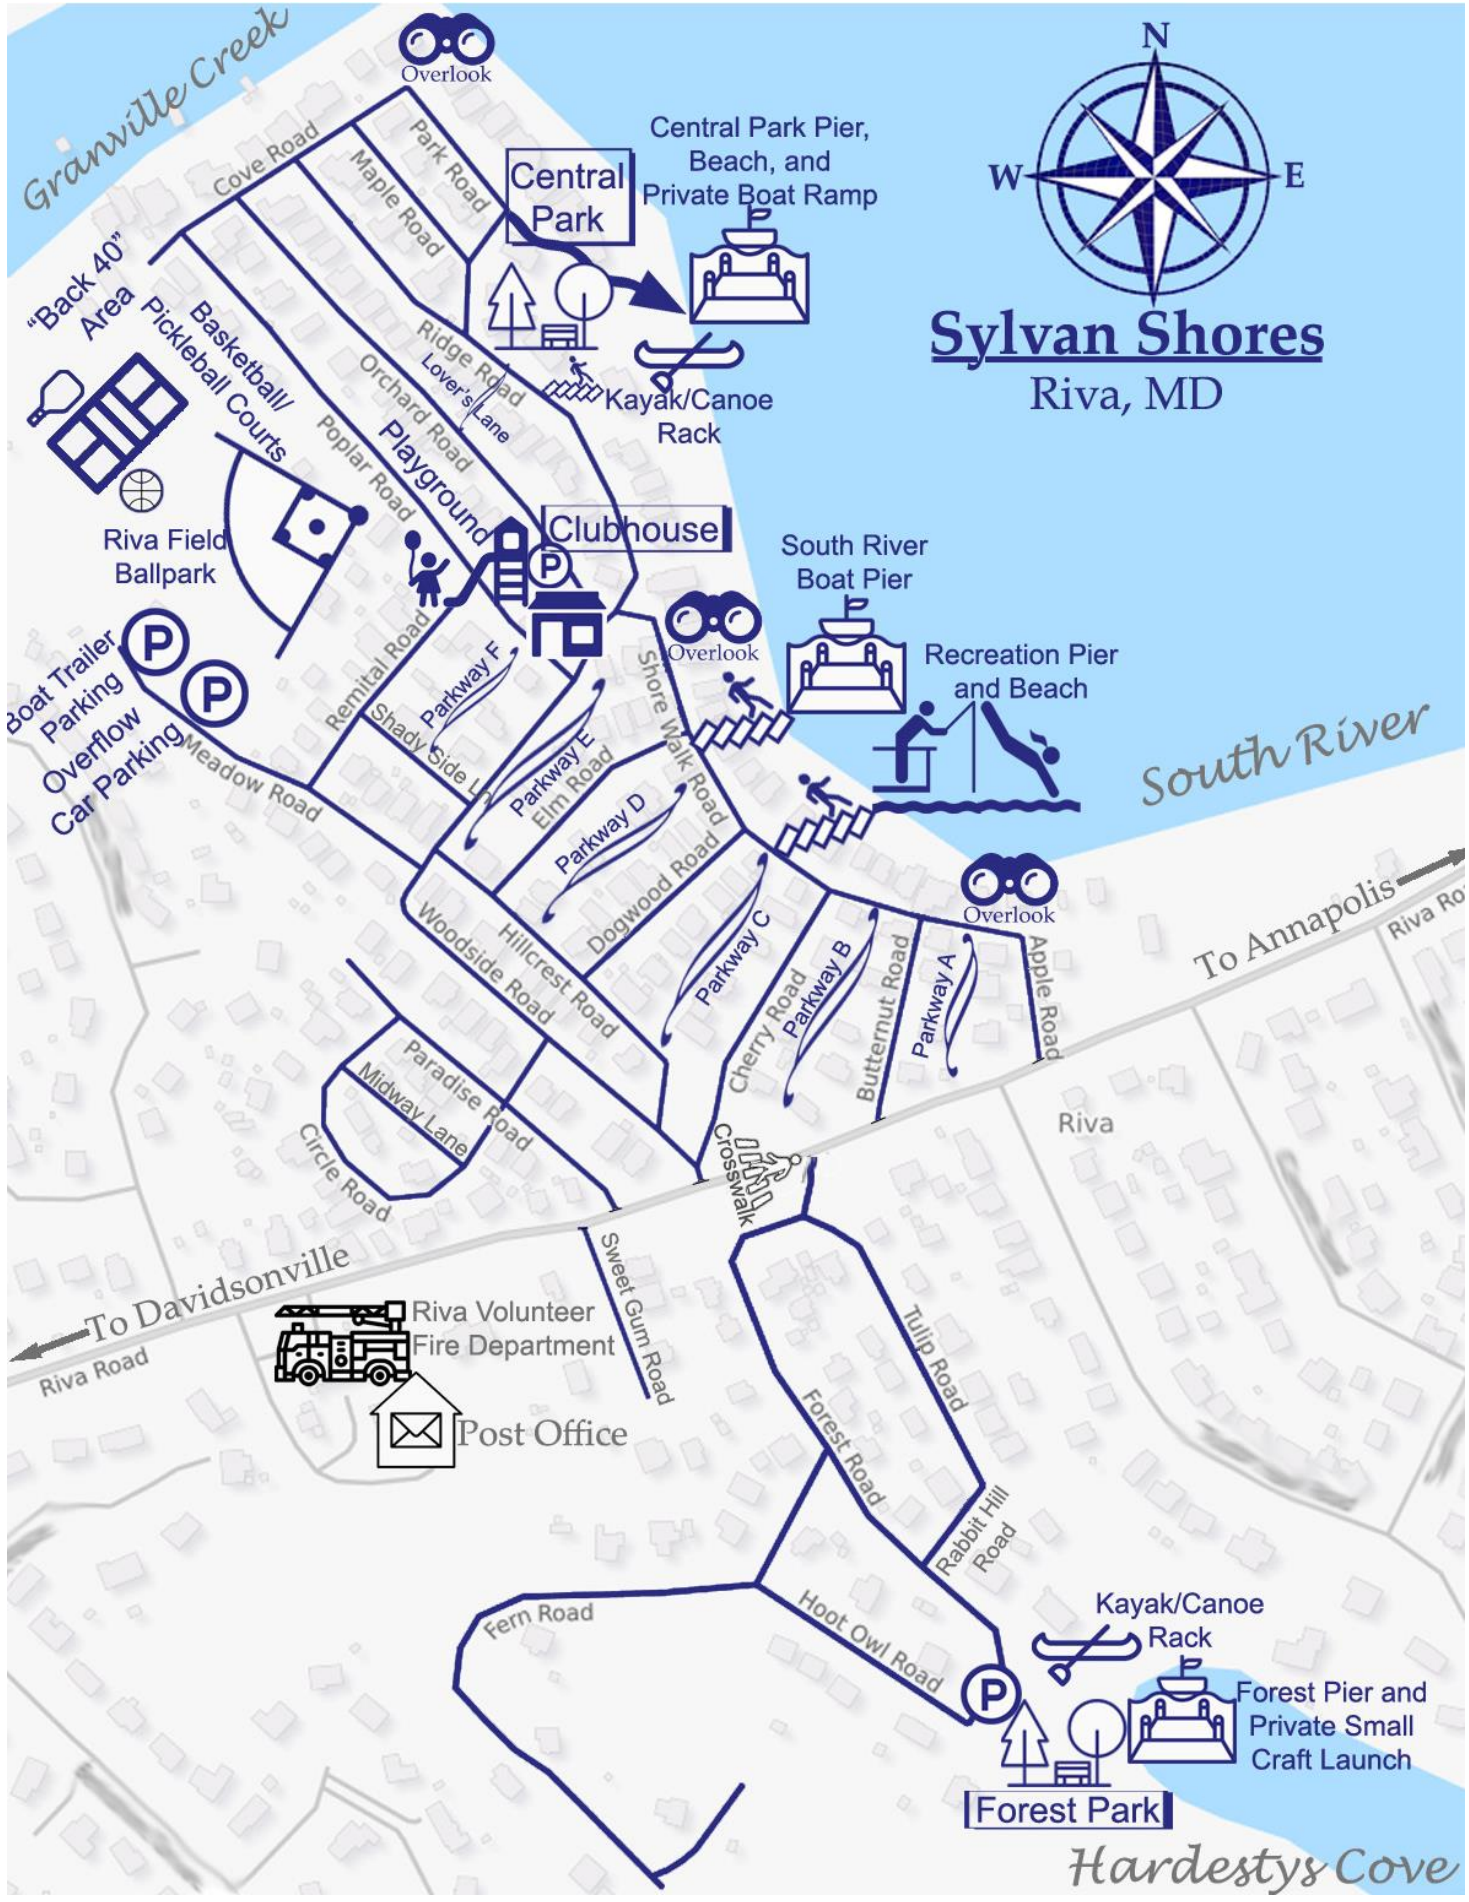 Granville Creek
Overlook
N
W
E
Sylvan Shores
Riva, MD
Cove Road
Park Road
Maple Road
Central
Park
Central Park Pier,
Beach, and
Private Boat Ramp
"Back 40"
Area
Basketball/
Pickleball Courts
Ridge Road
Lover's Lane
Orchard Road
Kayak/Canoe
Rack
Poplar Road
Playground
Riva Field
Ballpark
P
Clubhouse
South River
Boat Pier
Overlook
Recreation Pier
and Beach
South River
Boat Trailer
Parking
P
Overflow
Car Parking
P
Remital Road
Parkway F
Shady Side Ln
Meadow Road
Parkway E
Elm Road
Shore Walk Road
Parkway D
Dogwood Road
Overlook
To Annapolis
Riva Ro
Woodside Road
Hillcrest Road
Parkway C
Cherry Road
Parkway B
Butternut Road
Parkway A
Apple Road
Riva
Paradise Road
Midway Lane
Circle Road
Crosswalk
To Davidsonville
Riva Road
Riva Volunteer
Fire Department
Post Office
Sweet Gum Road
Tulip Road
Forest Road
Rabbit Hill
Road
Fern Road
Hoot Owl Road
P
Kayak/Canoe
Rack
Forest Pier and
Private Small
Craft Launch
Forest Park
Hardestys Cove